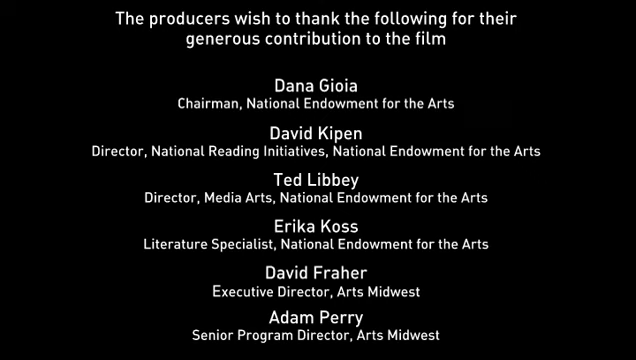 The producers wish to thank the following for their
generous contribution to the film
Dana Gioia
Chairman, National Endowment for the Arts
David Kipen
Director, National Reading Initiatives, National Endowment for the Arts
Ted Libbey
Director, Media Arts, National Endowment for the Arts
Erika Koss
Literature Specialist, National Endowment for the Arts
David Fraher
Executive Director, Arts Midwest
Adam Perry
Senior Program Director, Arts Midwest